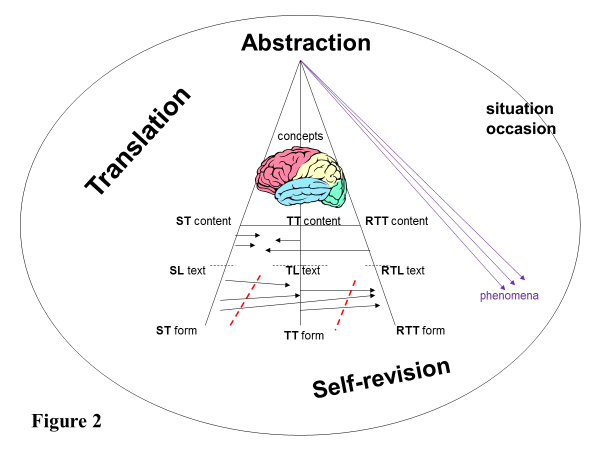 Abstraction
Translation
situation
occasion
concepts
ST content TT content RTT content
SL text TL text RTL text
phenomena
ST form TT form RTT form
Self-revision
Figure 2